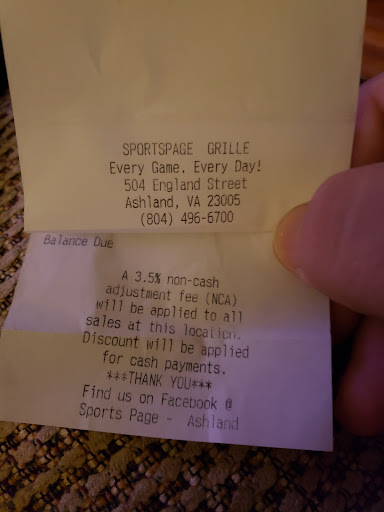 SPORTSPAGE GRILLE
Every Game. Every Day!
504 England Street
Ashland, VA 23005
(804) 496-6700
Balance Due
A 3.5% non-cash
adjustment fee (NCA)
will be applied to all
sales at this location.
Discount will be applied
for cash payments.
***THANK YOU***
Find us on Facebook @
Sports Page - Ashland